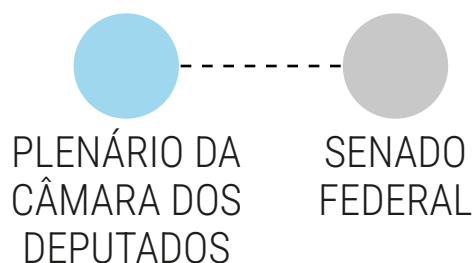 PLENÁRIO DA
CÂMARA DOS
DEPUTADOS
SENADO
FEDERAL